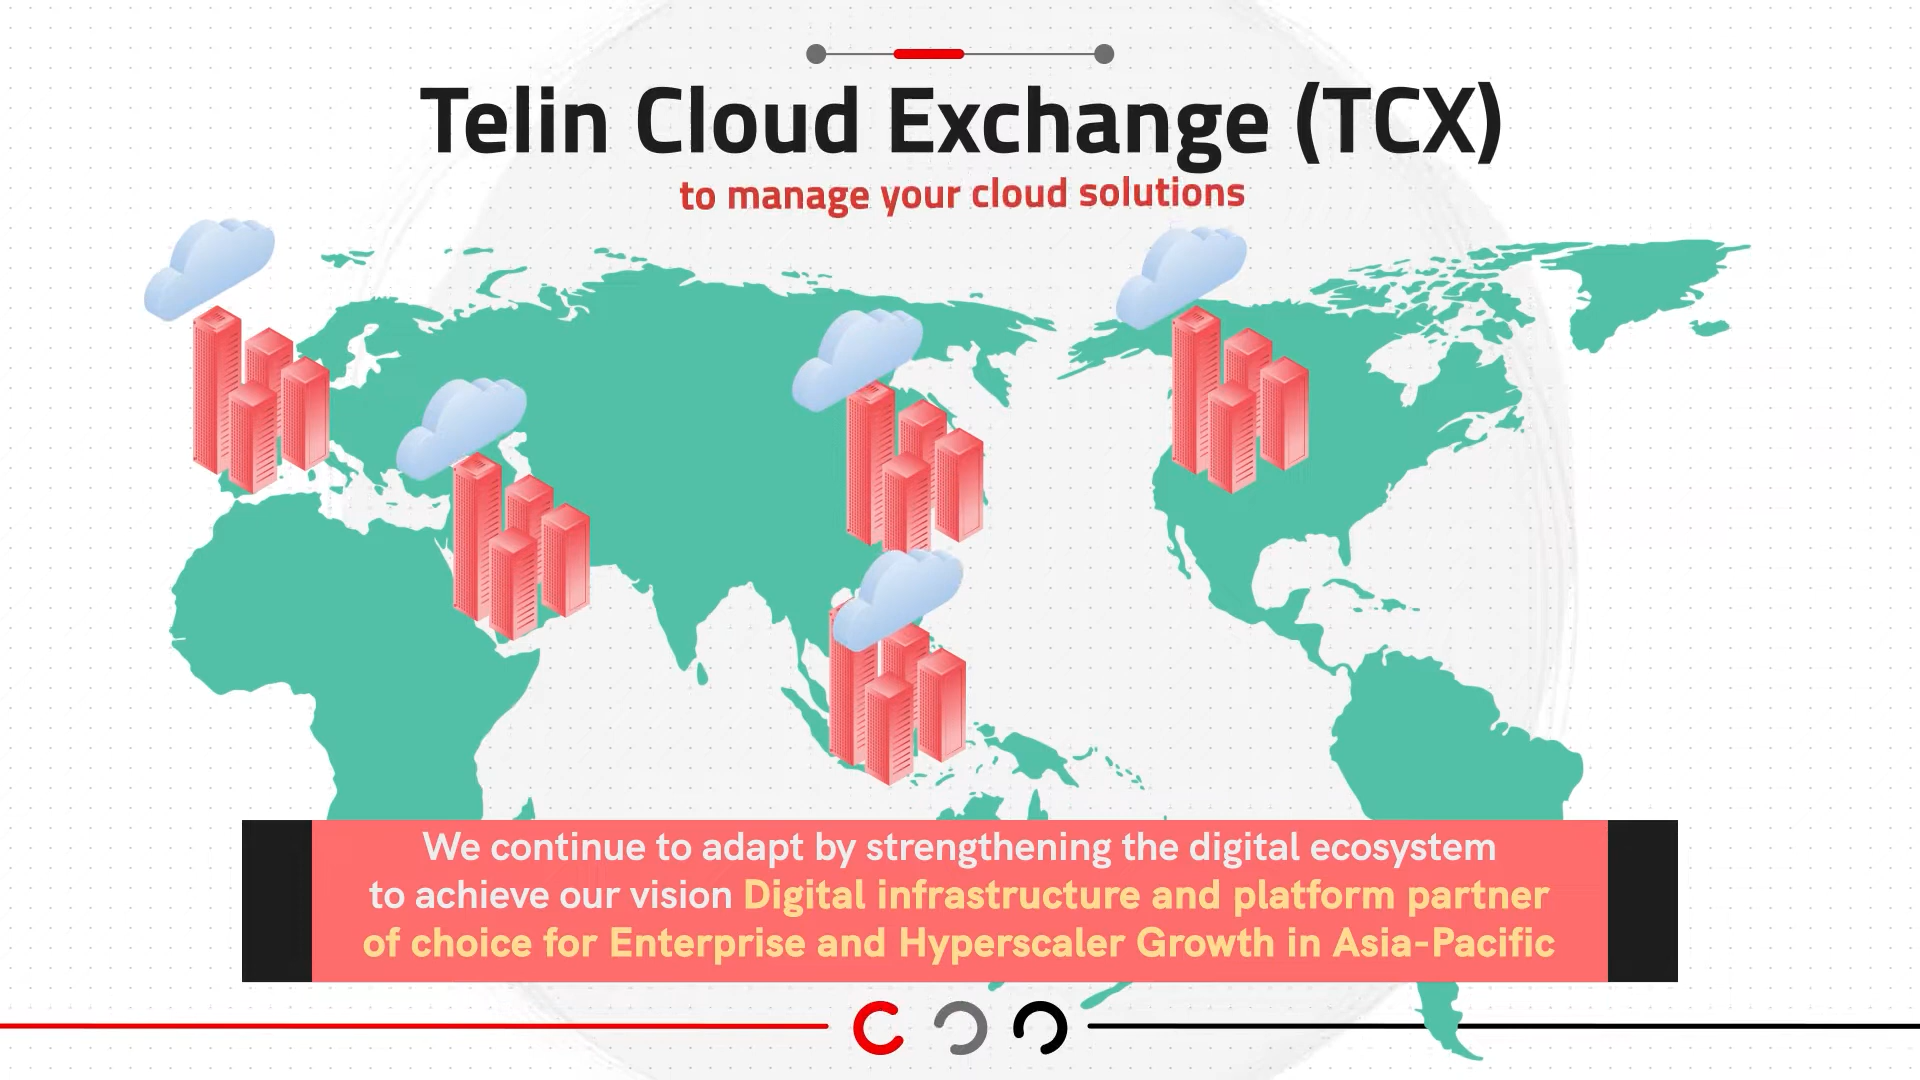 Telin Cloud Exchange (TCX)
to manage your cloud solutions
We continue to adapt by strengthening the digital ecosystem
to achieve our vision Digital infrastructure and platform partner
of choice for Enterprise and Hyperscaler Growth in Asia-Pacific